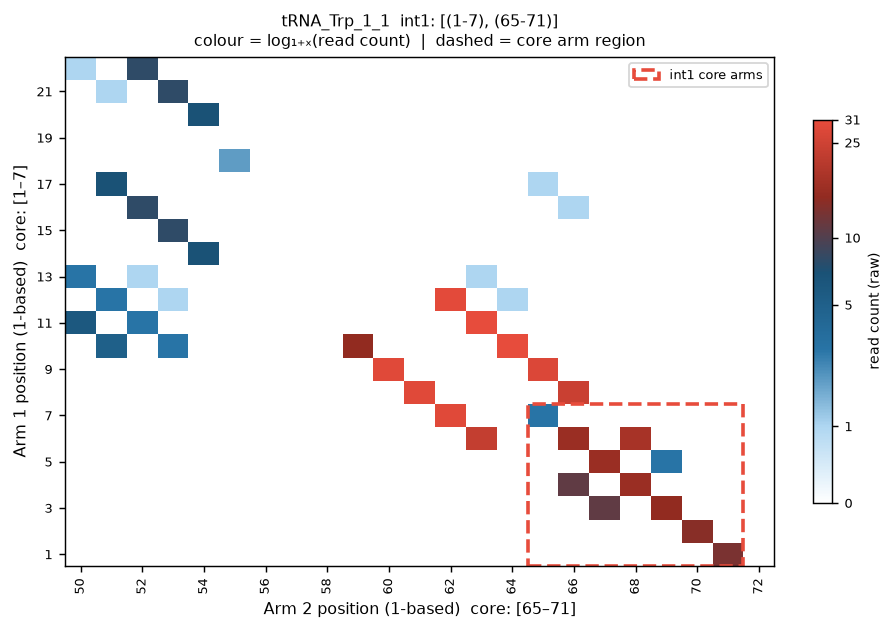 tRNA_Trp_1_1  int1: [(1-7), (65-71)]
colour = log₁₊ₓ(read count)  |  dashed = core arm region
int1 core arms
Arm 1 position (1-based)  core: [1–7]
21
19
17
15
13
11
9
7
5
3
1
50 52 54 56 58 60 62 64 66 68 70 72
Arm 2 position (1-based)  core: [65–71]
31
25
10
5
1
0
read count (raw)